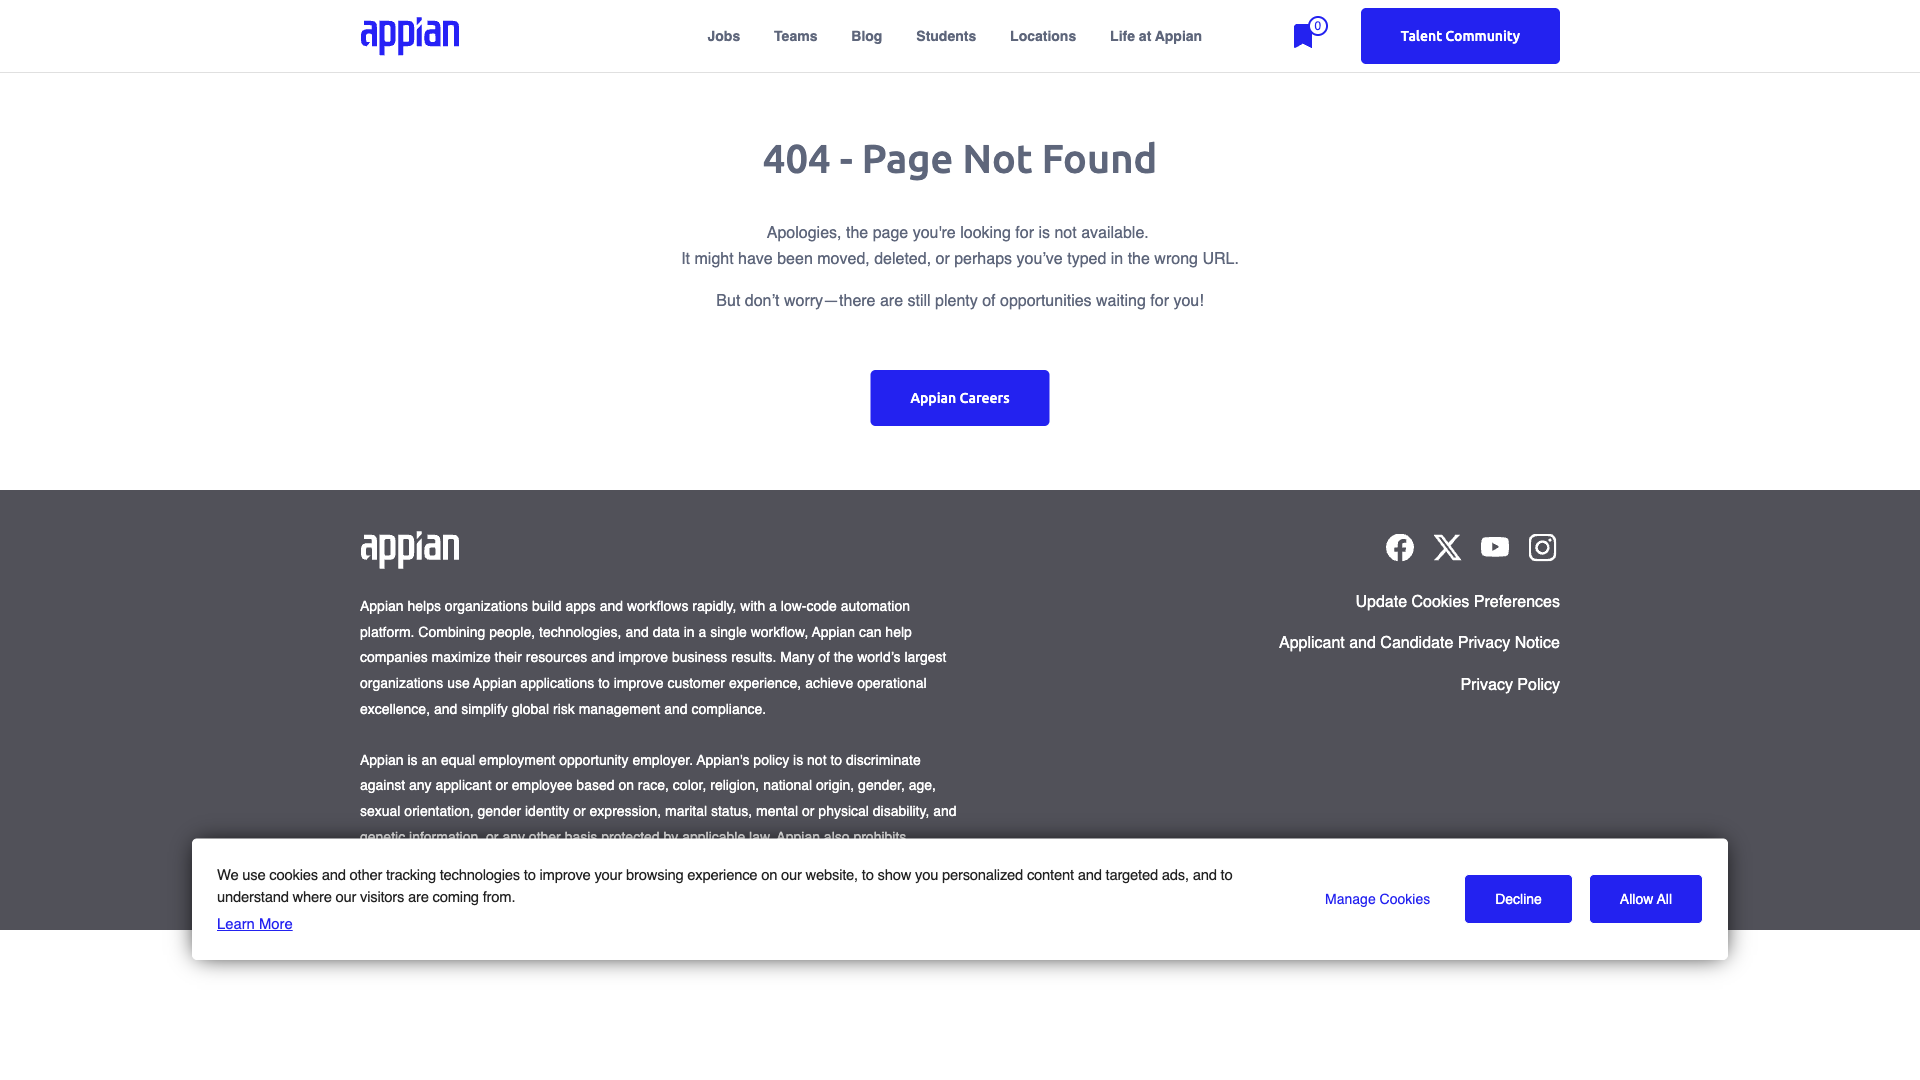 appian
Jobs
Teams
Blog
Students
Locations
Life at Appian
0
Talent Community
404 - Page Not Found
Apologies, the page you're looking for is not available.
It might have been moved, deleted, or perhaps you’ve typed in the wrong URL.
But don’t worry—there are still plenty of opportunities waiting for you!
Appian Careers
appian
Appian helps organizations build apps and workflows rapidly, with a low-code automation
platform. Combining people, technologies, and data in a single workflow, Appian can help
companies maximize their resources and improve business results. Many of the world’s largest
organizations use Appian applications to improve customer experience, achieve operational
excellence, and simplify global risk management and compliance.
Appian is an equal employment opportunity employer. Appian's policy is not to discriminate
against any applicant or employee based on race, color, religion, national origin, gender, age,
sexual orientation, gender identity or expression, marital status, mental or physical disability, and
genetic information, or any other basis protected by applicable law. Appian also prohibits
Update Cookies Preferences
Applicant and Candidate Privacy Notice
Privacy Policy
We use cookies and other tracking technologies to improve your browsing experience on our website, to show you personalized content and targeted ads, and to
understand where our visitors are coming from.
Learn More
Manage Cookies
Decline
Allow All